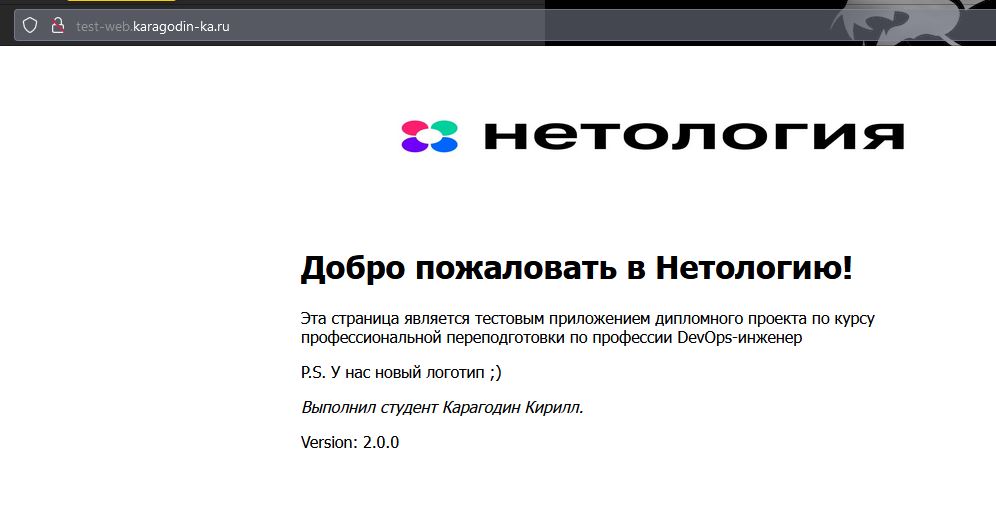 test-web.karagodin-ka.ru
нетология
Добро пожаловать в Нетологию!
Эта страница является тестовым приложением дипломного проекта по курсу
профессиональной переподготовки по профессии DevOps-инженер
P.S. У нас новый логотип ;)
Выполнил студент Карагодин Кирилл.
Version: 2.0.0